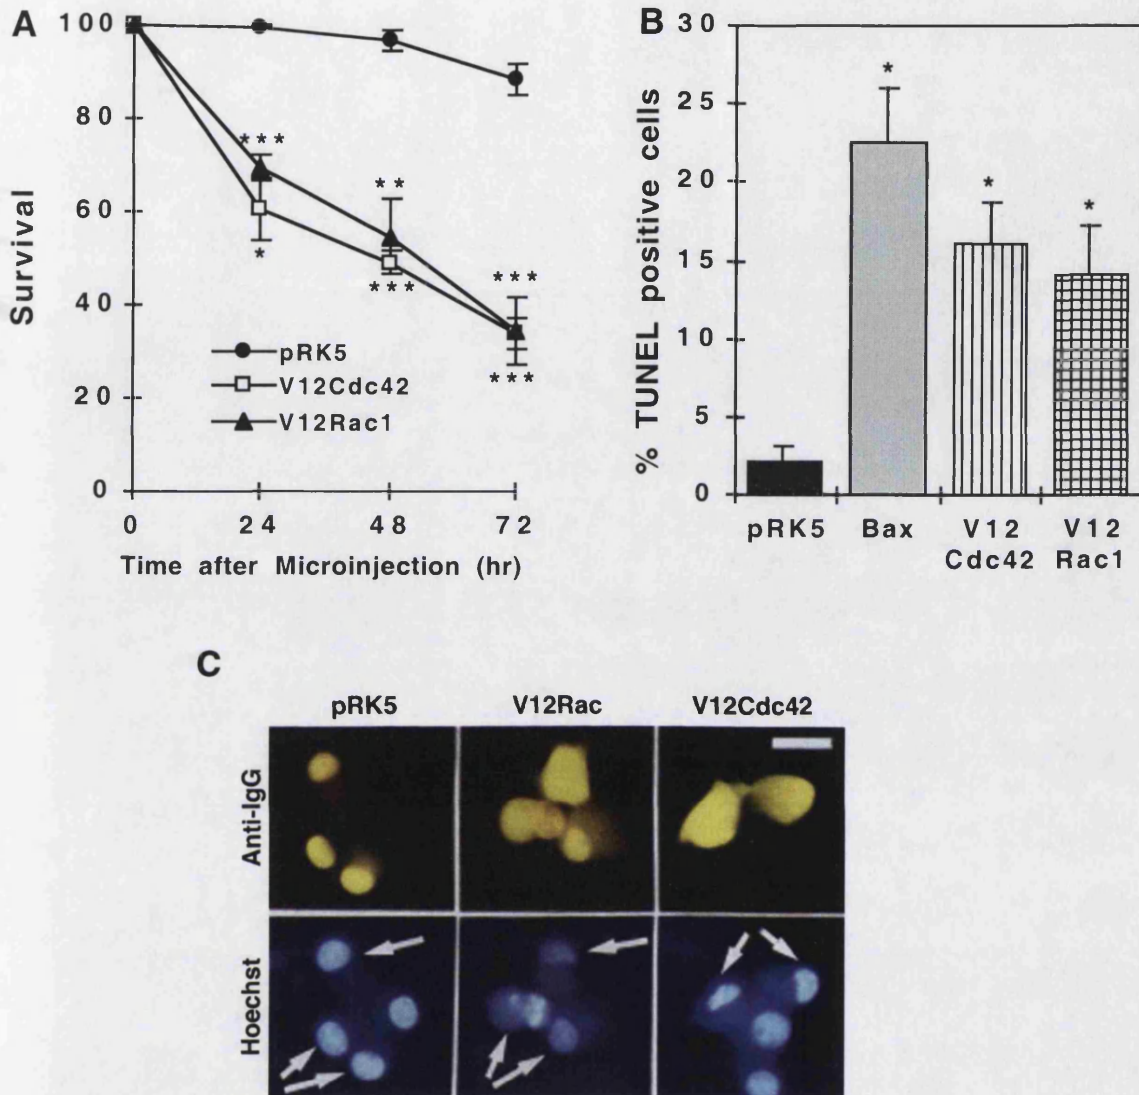 A
100
80
60
40
20
0
Survival
***
*
**
***
***
***
pRK5
V12Cdc42
V12Rac1
0 24 48 72
Time after Microinjection (hr)
B
30
25
20
15
10
5
0
% TUNEL positive cells
*
*
*
pRK5 Bax V12 Cdc42 V12 Rac1
C
pRK5 V12Rac V12Cdc42
Anti-IgG
Hoechst